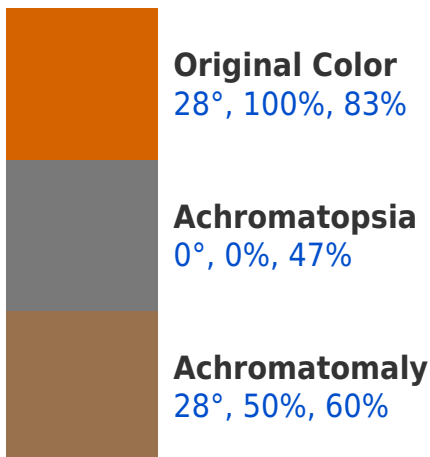 Original Color
28°, 100%, 83%
Achromatopsia
0°, 0%, 47%
Achromatomaly
28°, 50%, 60%